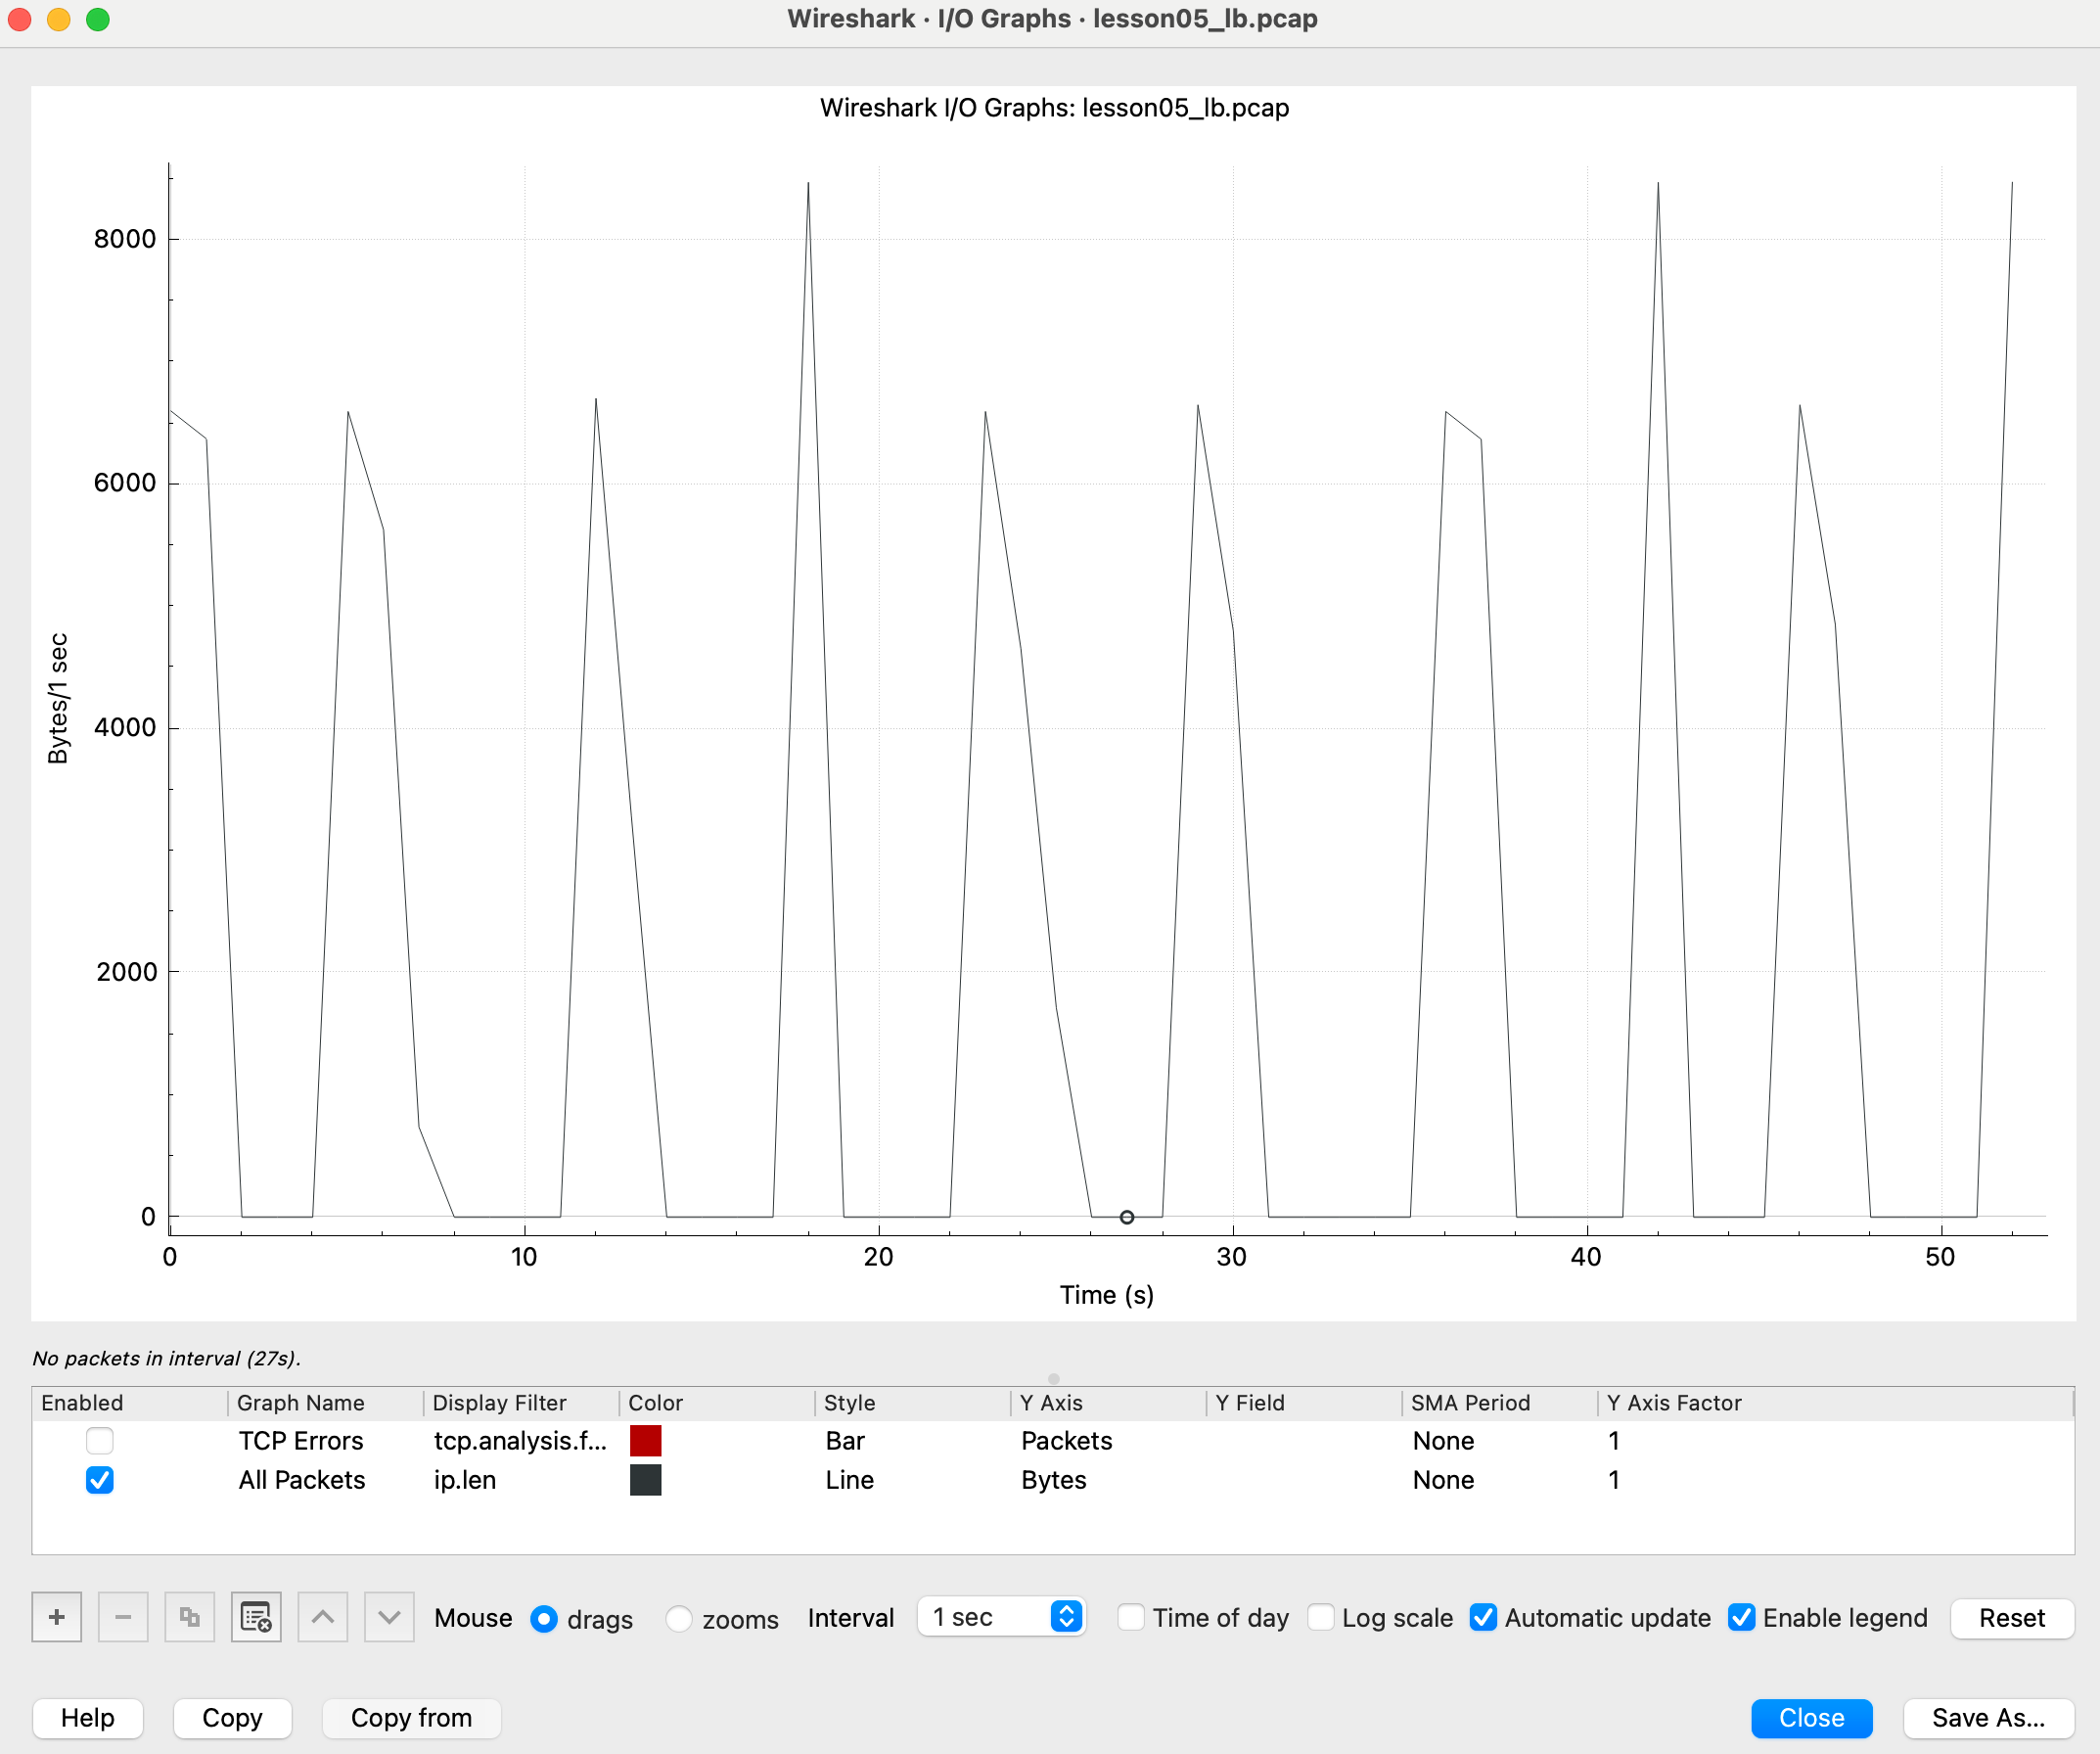 Wireshark · I/O Graphs · lesson05_lb.pcap
Wireshark I/O Graphs: lesson05_lb.pcap
8000
6000
4000
2000
0
Bytes/1 sec
0 10 20 30 40 50
Time (s)
No packets in interval (27s).
Enabled Graph Name Display Filter Color Style Y Axis Y Field SMA Period Y Axis Factor
TCP Errors tcp.analysis.f... Bar Packets None 1
All Packets ip.len Line Bytes None 1
+ − Mouse drags zooms Interval 1 sec Time of day Log scale Automatic update Enable legend Reset
Help Copy Copy from Close Save As...